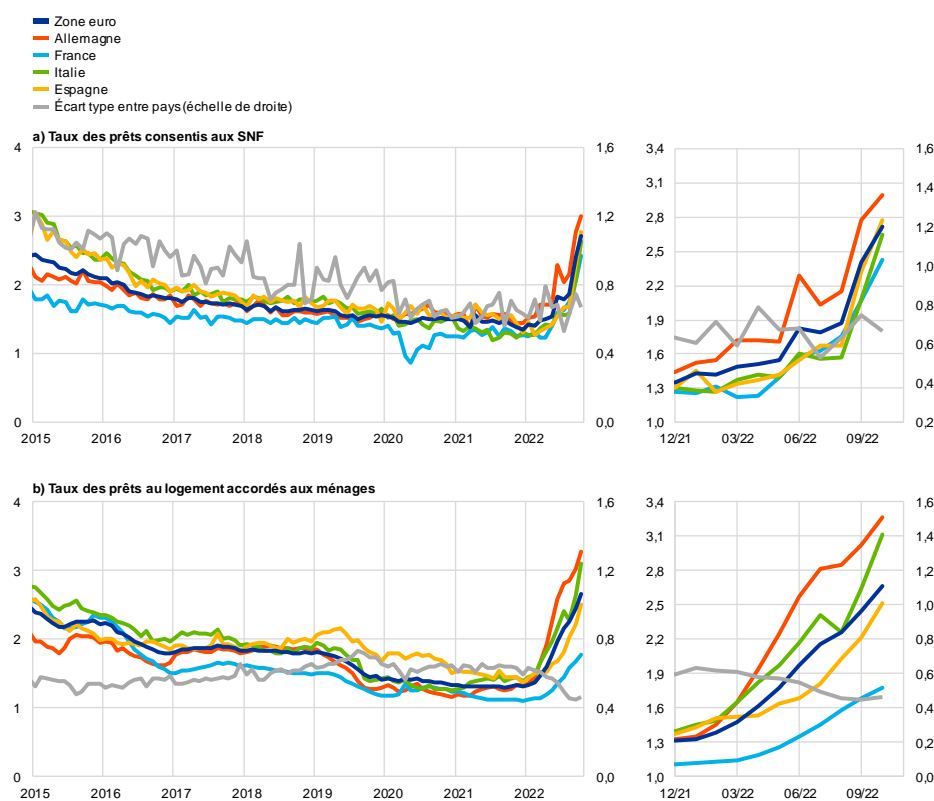 Zone euro
Allemagne
France
Italie
Espagne
Écart type entre pays (échelle de droite)
a) Taux des prêts consentis aux SNF
4 1,6 3,4 1,6
3,1 1,4
3 1,2 2,8 1,2
2,5 1,0
2 0,8 2,2
1,9 0,8
1 0,4 1,6 0,6
1,3 0,4
0 0,0 1,0 0,2
2015 2016 2017 2018 2019 2020 2021 2022 12/21 03/22 06/22 09/22
b) Taux des prêts au logement accordés aux ménages
4 1,6 3,4 1,6
3,1 1,4
3 1,2 2,8 1,2
2,5 1,0
2 0,8 2,2 0,8
1,9 0,6
1 0,4 1,6 0,4
1,3 0,2
0 0,0 1,0 0,0
2015 2016 2017 2018 2019 2020 2021 2022 12/21 03/22 06/22 09/22